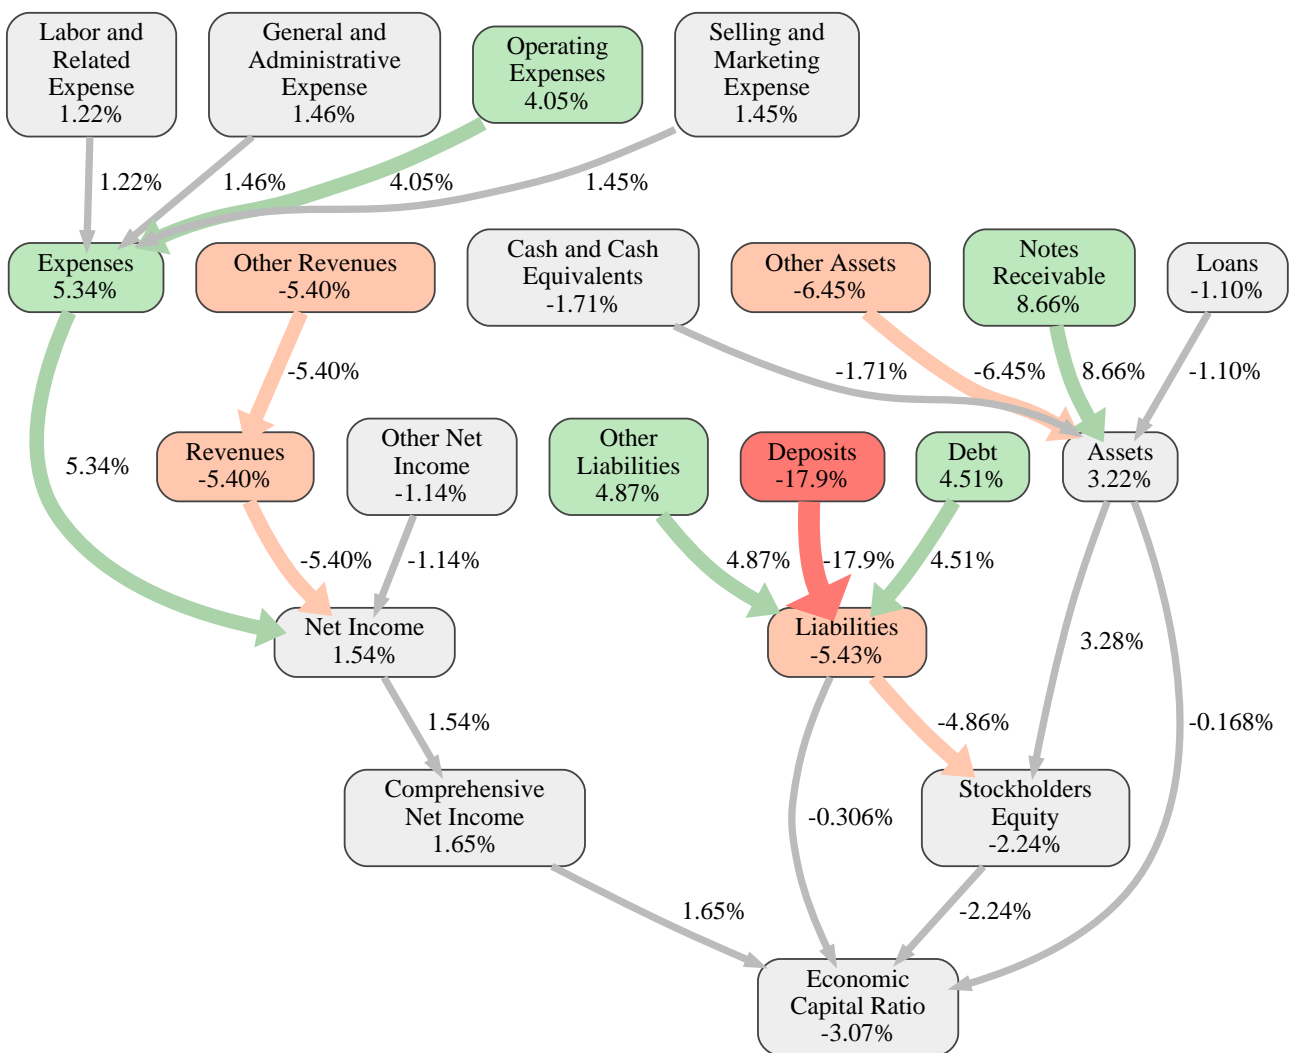 Labor and
Related
Expense
1.22%
General and
Administrative
Expense
1.46%
Operating
Expenses
4.05%
Selling and
Marketing
Expense
1.45%
1.22%
1.46%
4.05%
1.45%
Expenses
5.34%
Other Revenues
-5.40%
Cash and Cash
Equivalents
-1.71%
Other Assets
-6.45%
Notes
Receivable
8.66%
Loans
-1.10%
-5.40%
-1.71%
-6.45%
8.66%
-1.10%
5.34%
Revenues
-5.40%
Other Net
Income
-1.14%
Other
Liabilities
4.87%
Deposits
-17.9%
Debt
4.51%
Assets
3.22%
-5.40%
-1.14%
4.87%
-17.9%
4.51%
Net Income
1.54%
Liabilities
-5.43%
3.28%
1.54%
-4.86%
-0.168%
Comprehensive
Net Income
1.65%
-0.306%
Stockholders
Equity
-2.24%
1.65%
-2.24%
Economic
Capital Ratio
-3.07%